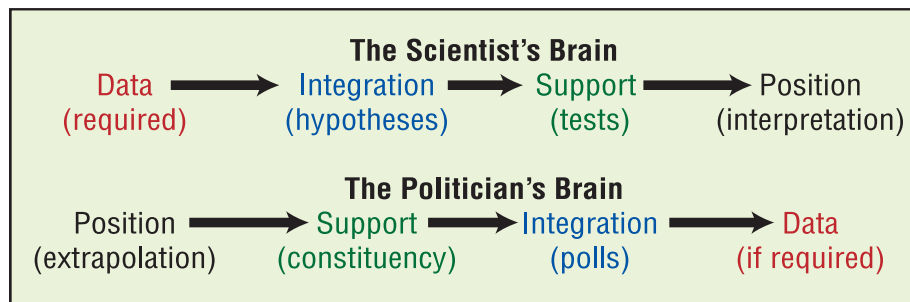 The Scientist's Brain
Data Integration Support Position
(required) (hypotheses) (tests) (interpretation)
The Politician's Brain
Position Support Integration Data
(extrapolation) (constituency) (polls) (if required)